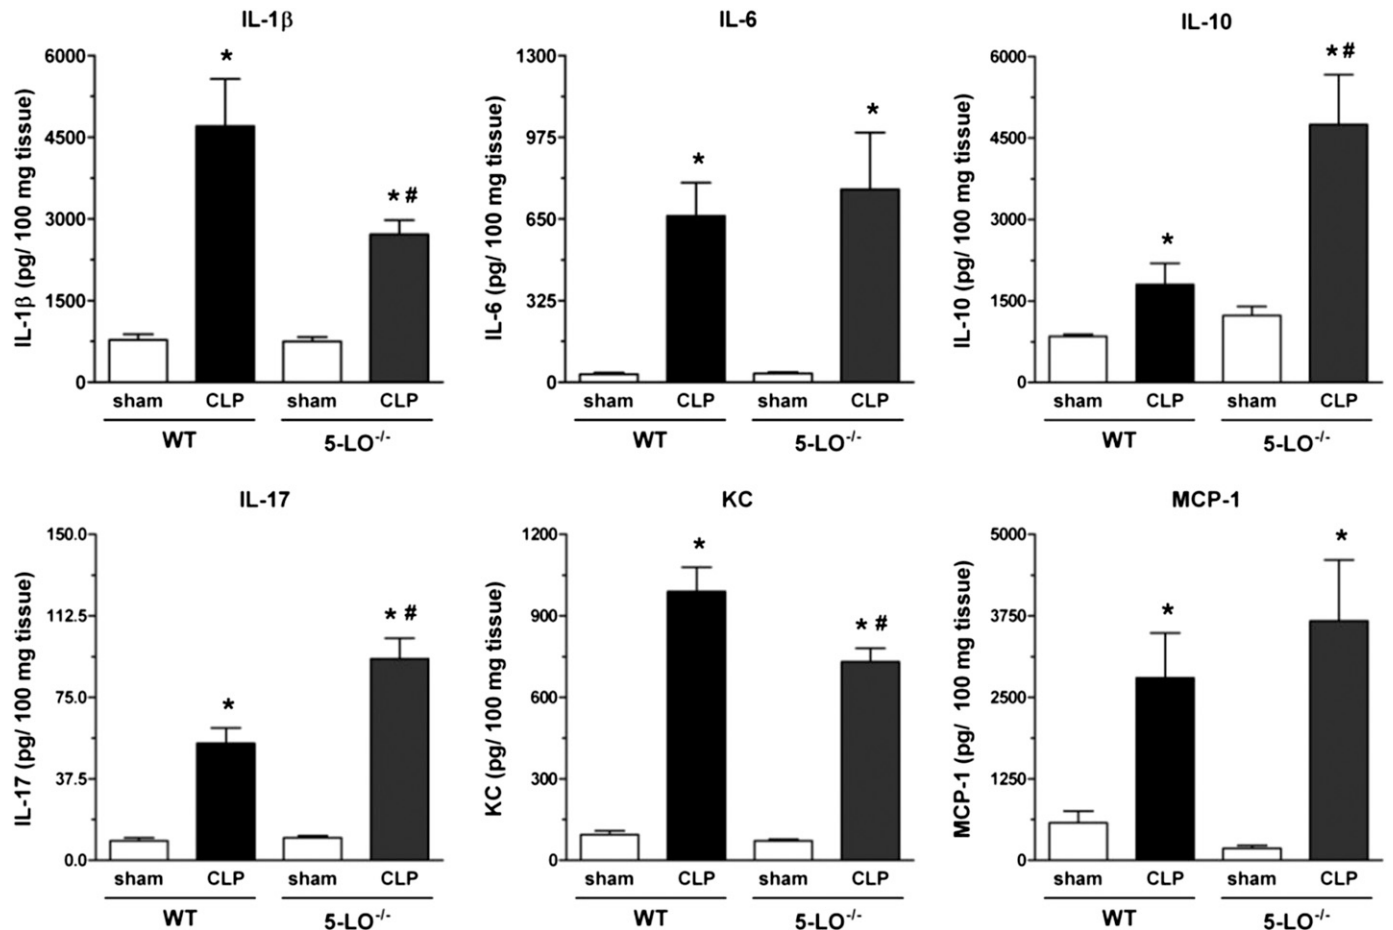 IL-1β
IL-1β (pg/ 100 mg tissue)
6000
4500
3000
1500
0
*
* #
sham CLP sham CLP
WT 5-LO-/-
IL-6
IL-6 (pg/ 100 mg tissue)
1300
975
650
325
0
*
*
sham CLP sham CLP
WT 5-LO-/-
IL-10
IL-10 (pg/ 100 mg tissue)
6000
4500
3000
1500
0
*
* #
sham CLP sham CLP
WT 5-LO-/-
IL-17
IL-17 (pg/ 100 mg tissue)
150.0
112.5
75.0
37.5
0.0
*
* #
sham CLP sham CLP
WT 5-LO-/-
KC
KC (pg/ 100 mg tissue)
1200
900
600
300
0
*
* #
sham CLP sham CLP
WT 5-LO-/-
MCP-1
MCP-1 (pg/ 100 mg tissue)
5000
3750
2500
1250
0
*
*
sham CLP sham CLP
WT 5-LO-/-